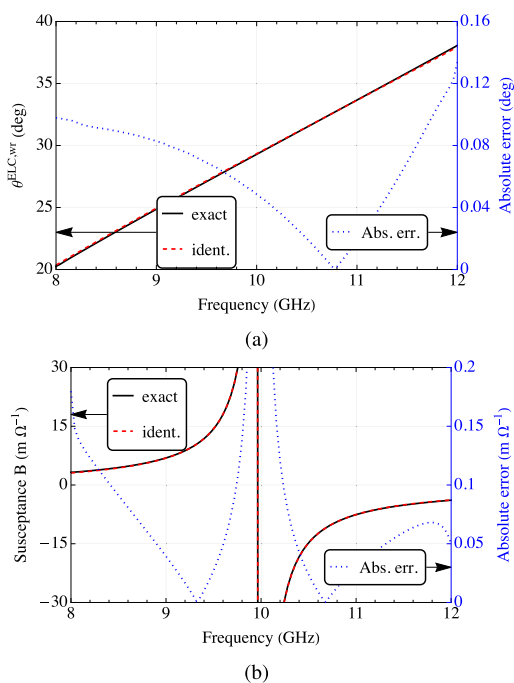 40
35
30
25
20
θ^ELC,wr (deg)
0.16
0.12
0.08
0.04
0
Absolute error (deg)
exact
ident.
Abs. err.
8
9
10
11
12
Frequency (GHz)
(a)
30
15
0
−15
−30
Susceptance B (m Ω⁻¹)
0.2
0.15
0.1
0.05
0
Absolute error (m Ω⁻¹)
exact
ident.
Abs. err.
8
9
10
11
12
Frequency (GHz)
(b)